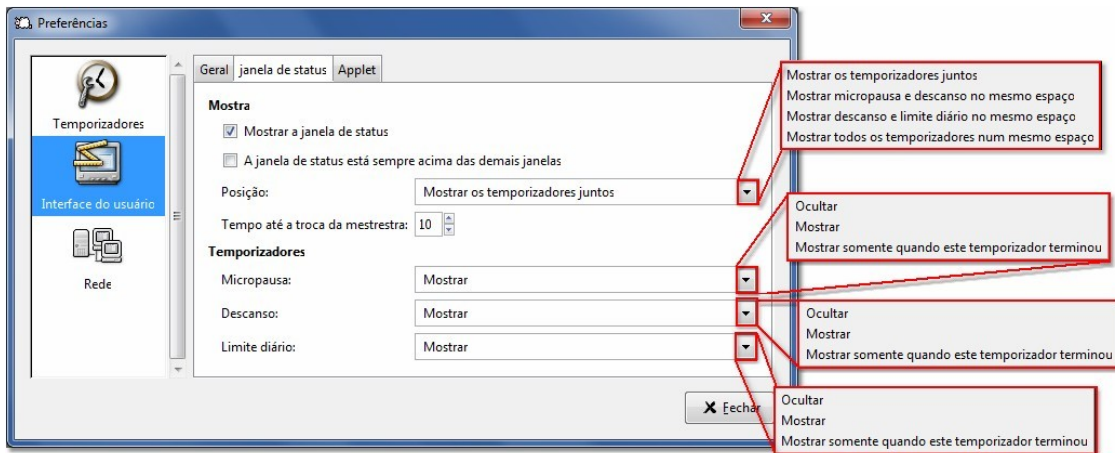 Preferências
Temporizadores
Interface do usuário
Rede
Geral janela de status Applet
Mostra
Mostrar a janela de status
A janela de status está sempre acima das demais janelas
Posição: Mostrar os temporizadores juntos
Tempo até a troca da mestrestra: 10
Temporizadores
Micropausa: Mostrar
Descanso: Mostrar
Limite diário: Mostrar
Fechar
Mostrar os temporizadores juntos
Mostrar micropausa e descanso no mesmo espaço
Mostrar descanso e limite diário no mesmo espaço
Mostrar todos os temporizadores num mesmo espaço
Ocultar
Mostrar
Mostrar somente quando este temporizador terminou
Ocultar
Mostrar
Mostrar somente quando este temporizador terminou
Ocultar
Mostrar
Mostrar somente quando este temporizador terminou